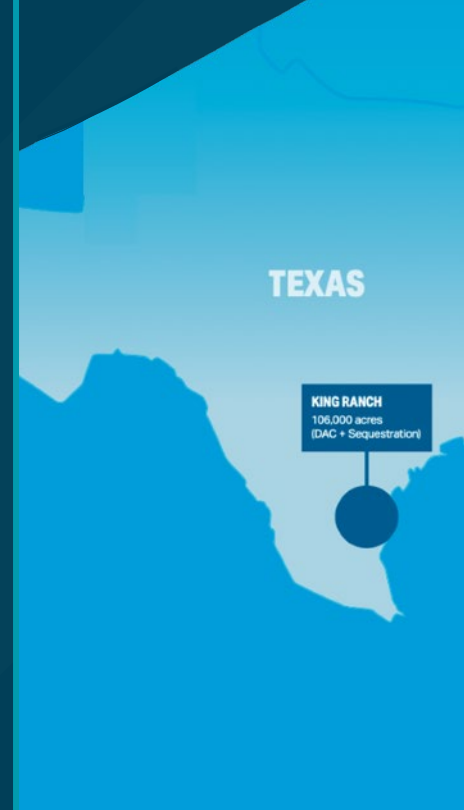 TEXAS
KING RANCH
106,000 acres
(DAC + Sequestration)